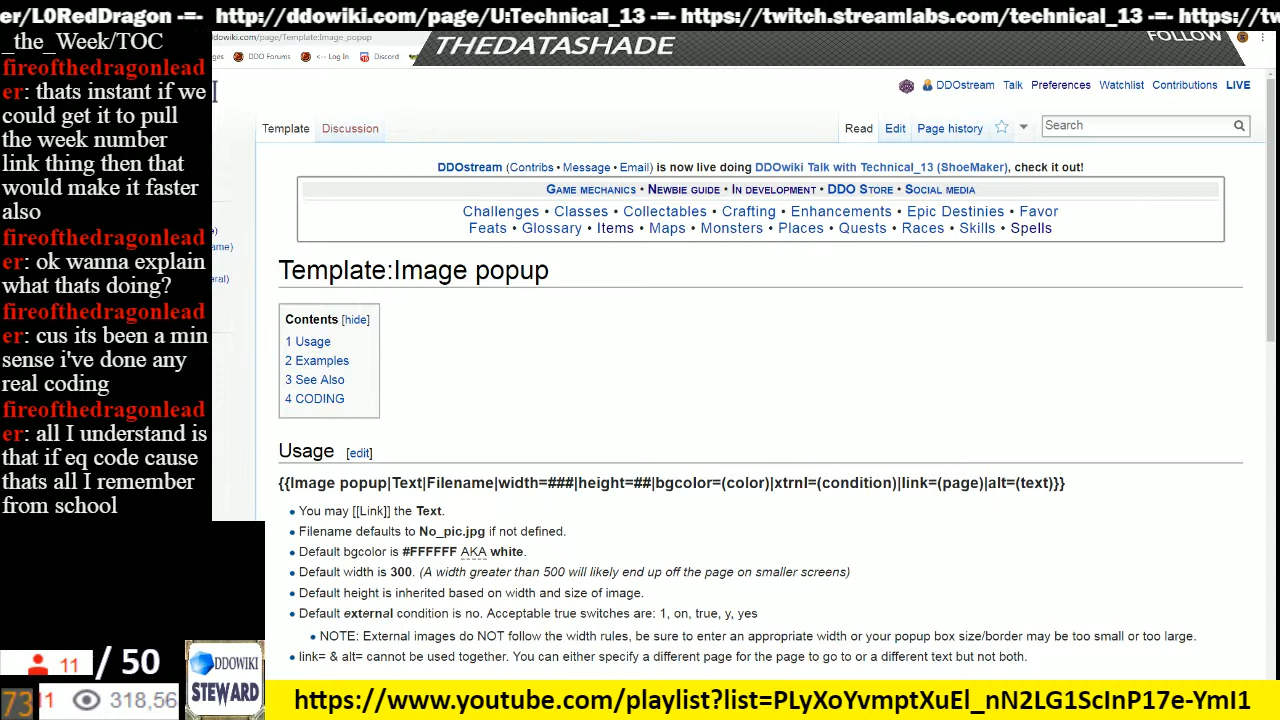 er/L0RedDragon -=- http://ddowiki.com/page/U:Technical_13 -=- https://twitch.streamlabs.com/technical_13 -=- https://tw
_the_Week/TOC
fireofthedragonlead
er: thats instant if we
could get it to pull
the week number
link thing then that
would make it faster
also
fireofthedragonlead
er: ok wanna explain
what thats doing?
fireofthedragonlead
er: cus its been a min
sense i've done any
real coding
fireofthedragonlead
er: all I understand is
that if eq code cause
thats all I remember
from school
11 / 50
318,56
DDOWIKI
STEWARD
dowiki.com/page/Template:Image_popup
THEDATASHADE
FOLLOW
ges DDO Forums <-- Log In Discord
DDOstream Talk Preferences Watchlist Contributions LIVE
Template Discussion Read Edit Page history Search
DDOstream (Contribs • Message • Email) is now live doing DDOwiki Talk with Technical_13 (ShoeMaker), check it out!
Game mechanics • Newbie guide • In development • DDO Store • Social media
Challenges • Classes • Collectables • Crafting • Enhancements • Epic Destinies • Favor
Feats • Glossary • Items • Maps • Monsters • Places • Quests • Races • Skills • Spells
ame)
eral)
Template:Image popup
Contents [hide]
1 Usage
2 Examples
3 See Also
4 CODING
Usage [edit]
{{Image popup|Text|Filename|width=###|height=##|bgcolor=(color)|xtrnl=(condition)|link=(page)|alt=(text)}}
• You may [[Link]] the Text.
• Filename defaults to No_pic.jpg if not defined.
• Default bgcolor is #FFFFFF AKA white.
• Default width is 300. (A width greater than 500 will likely end up off the page on smaller screens)
• Default height is inherited based on width and size of image.
• Default external condition is no. Acceptable true switches are: 1, on, true, y, yes
• NOTE: External images do NOT follow the width rules, be sure to enter an appropriate width or your popup box size/border may be too small or too large.
• link= & alt= cannot be used together. You can either specify a different page for the page to go to or a different text but not both.
https://www.youtube.com/playlist?list=PLyXoYvmptXuEl_nN2LG1ScInP17e-YmI1